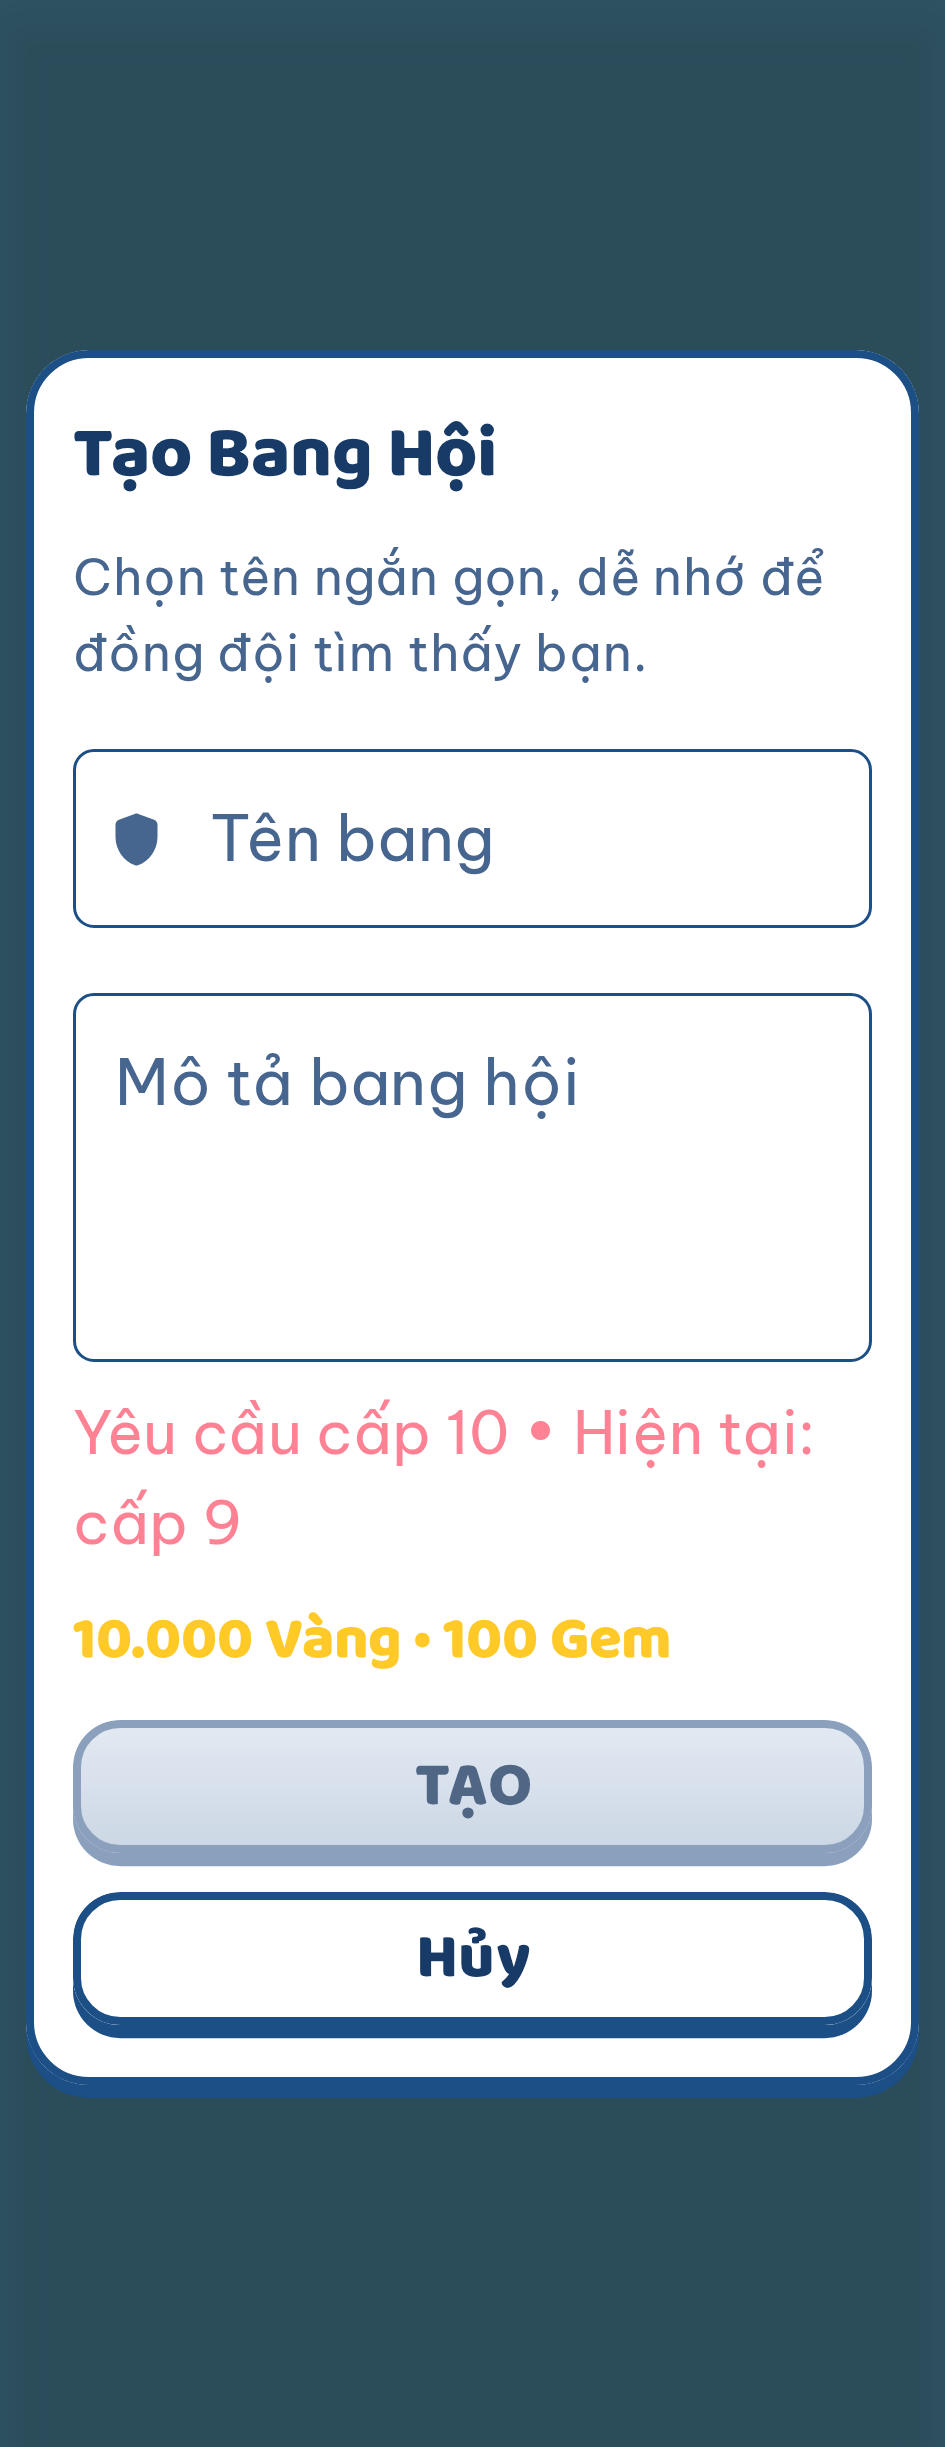 Tạo Bang Hội
Chọn tên ngắn gọn, dễ nhớ để
đồng đội tìm thấy bạn.
Tên bang
Mô tả bang hội
Yêu cầu cấp 10 • Hiện tại:
cấp 9
10.000 Vàng • 100 Gem
TẠO
Hủy